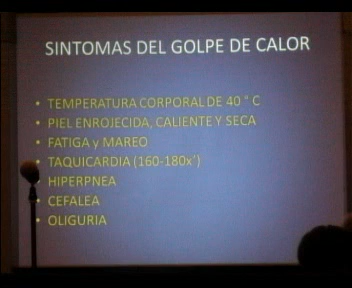 SINTOMAS DEL GOLPE DE CALOR
• TEMPERATURA CORPORAL DE 40 ° C
• PIEL ENROJECIDA, CALIENTE Y SECA
• FATIGA y MAREO
• TAQUICARDIA (160-180x')
• HIPERPNEA
• CEFALEA
• OLIGURIA